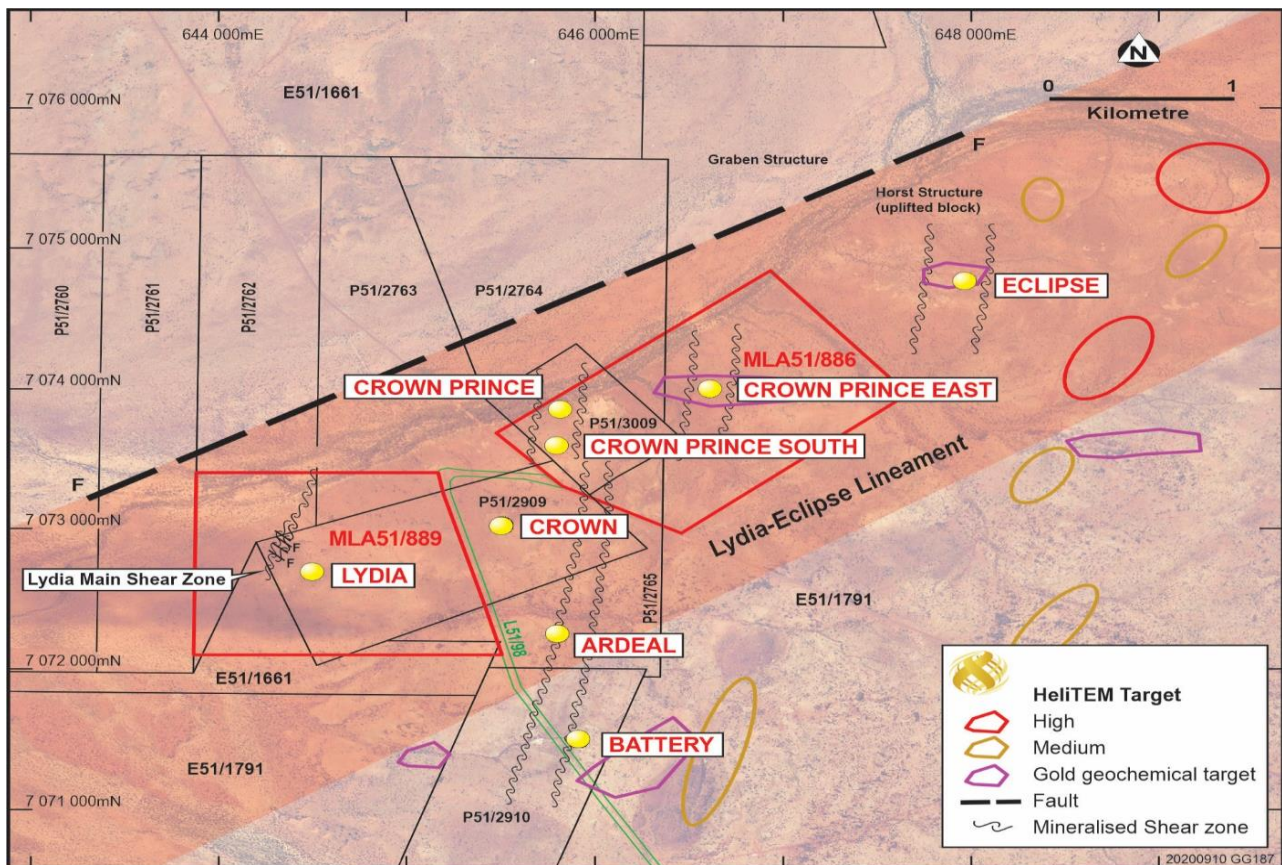 644 000mE
646 000mE
648 000mE
N
0 1
Kilometre
7 076 000mN
E51/1661
F
Graben Structure
Horst Structure
(uplifted block)
7 075 000mN
P51/2760
P51/2761
P51/2762
P51/2763
P51/2764
ECLIPSE
7 074 000mN
MLA51/886
CROWN PRINCE
CROWN PRINCE EAST
P51/3009
CROWN PRINCE SOUTH
F
Lydia-Eclipse Lineament
7 073 000mN
P51/2909
CROWN
MLA51/889
F
F
Lydia Main Shear Zone
LYDIA
P51/2765
E51/1791
L51/98
ARDEAL
7 072 000mN
E51/1661
BATTERY
E51/1791
7 071 000mN
P51/2910
HeliTEM Target
High
Medium
Gold geochemical target
Fault
Mineralised Shear zone
20200910 GG187